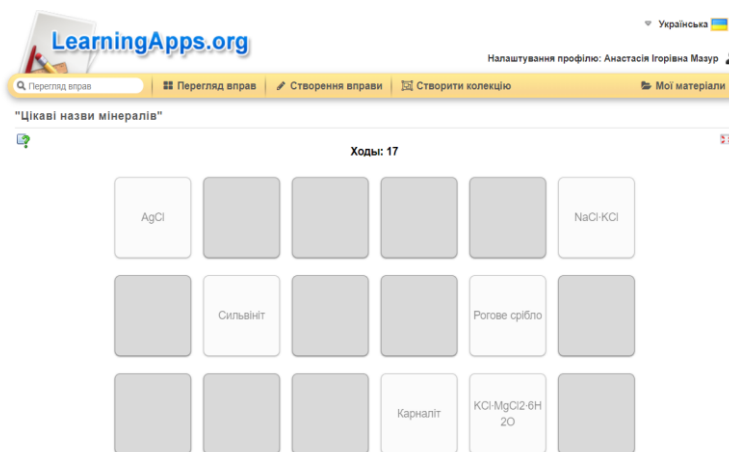 Українська
LearningApps.org
Налаштування профілю: Анастасія Ігорівна Мазур
Перегляд вправ
Перегляд вправ
Створення вправи
Створити колекцію
Мої матеріали
"Цікаві назви мінералів"
Ходы: 17
AgCl
NaCl·KCl
Сильвініт
Рогове срібло
Карналіт
KCl·MgCl2·6H
2O